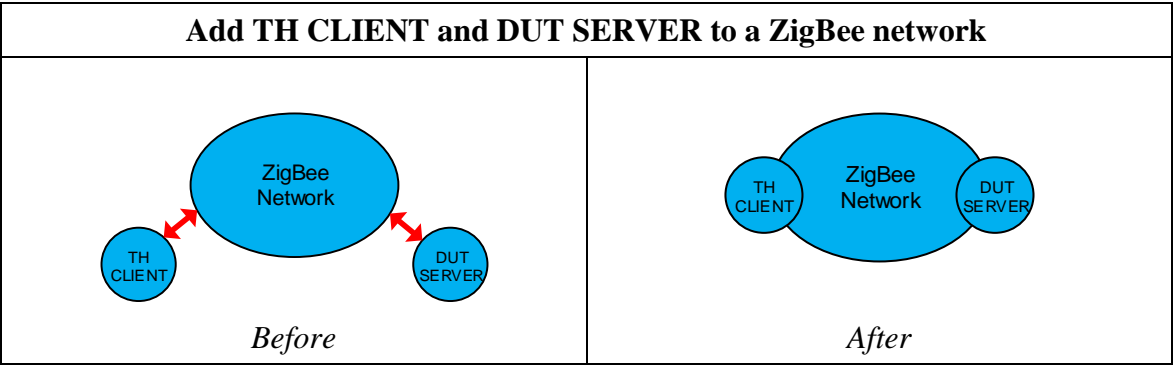 Add TH CLIENT and DUT SERVER to a ZigBee network
ZigBee
Network
TH
CLIENT
DUT
SERVER
Before
ZigBee
Network
TH
CLIENT
DUT
SERVER
After